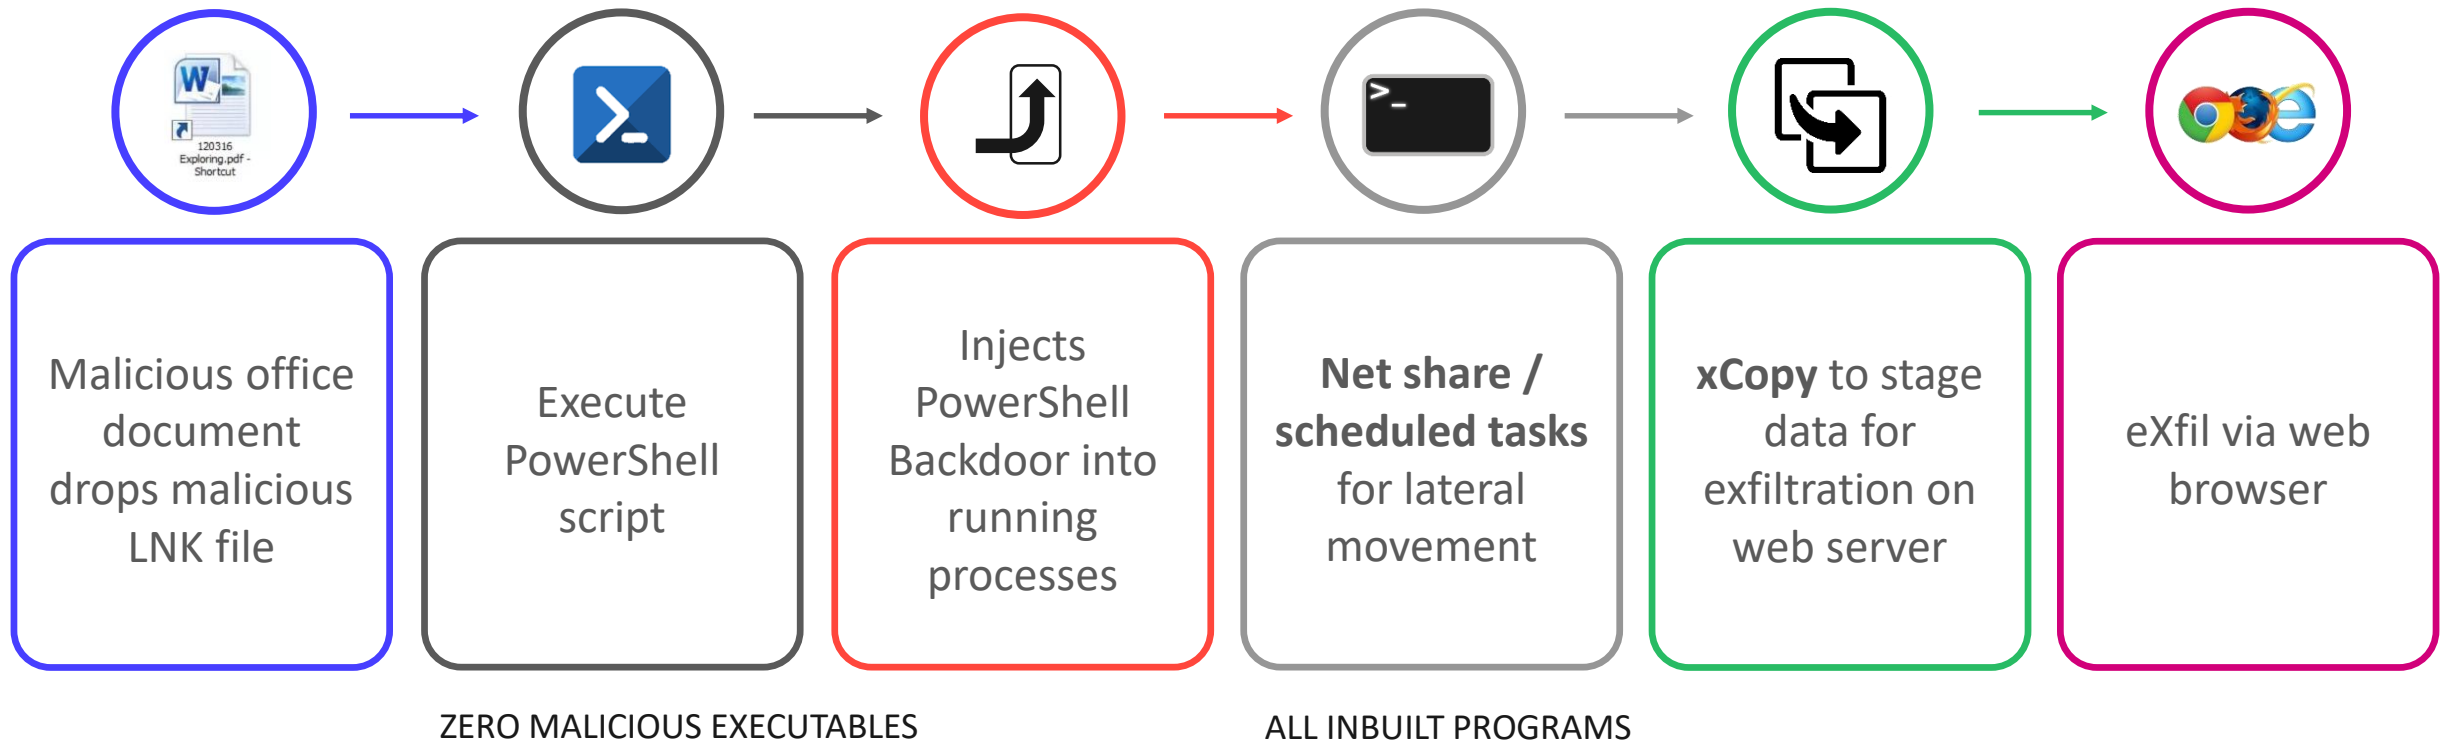 120316
Exploring.pdf -
Shortcut
Malicious office
document
drops malicious
LNK file
Execute
PowerShell
script
Injects
PowerShell
Backdoor into
running
processes
Net share /
scheduled tasks
for lateral
movement
xCopy to stage
data for
exfiltration on
web server
eXfil via web
browser
ZERO MALICIOUS EXECUTABLES
ALL INBUILT PROGRAMS